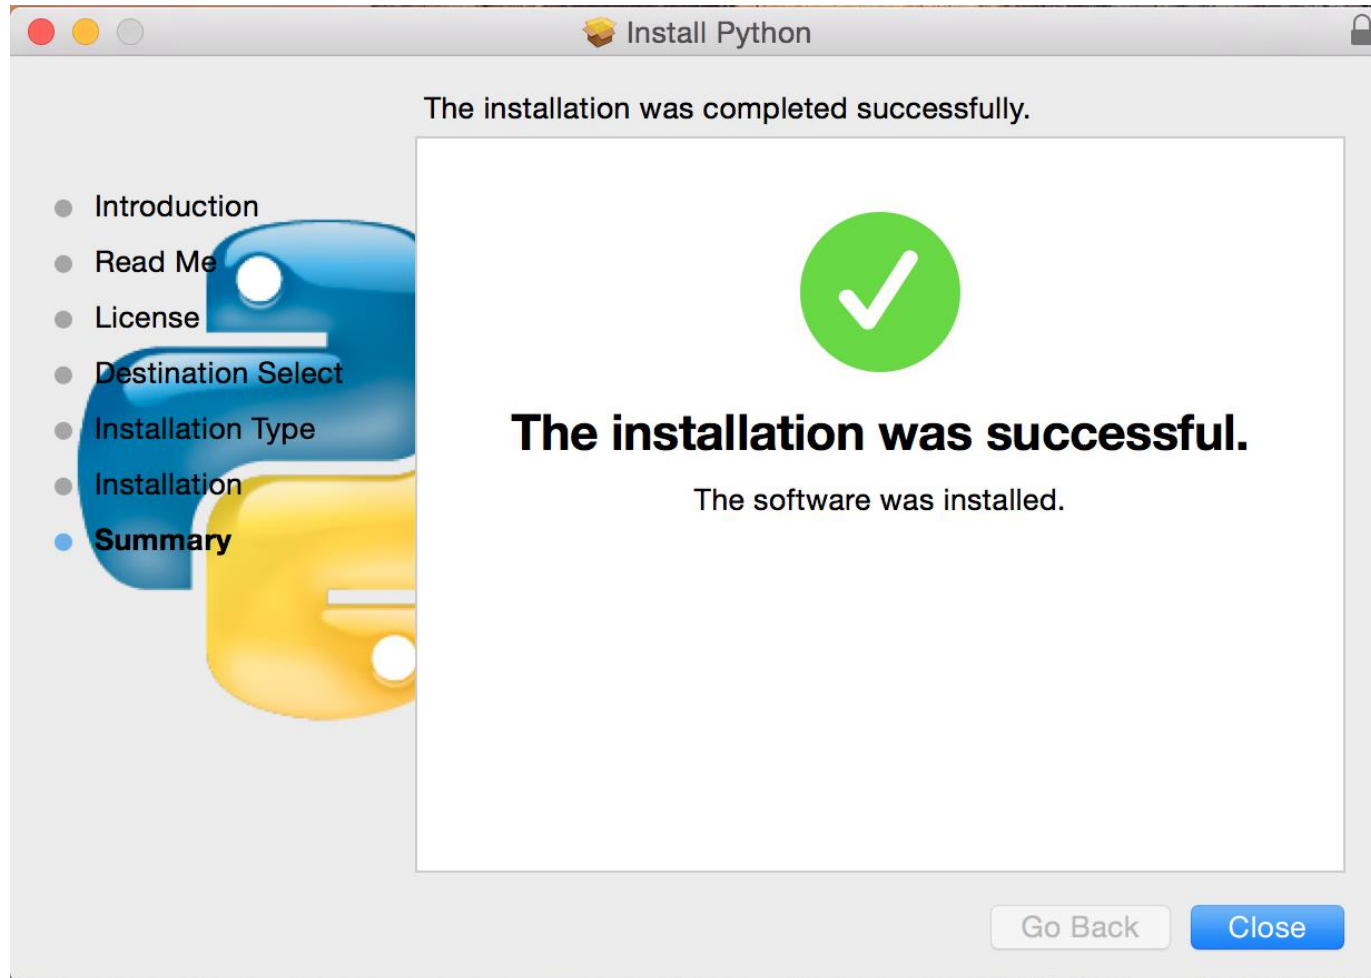 Install Python
The installation was completed successfully.
Introduction
Read Me
License
Destination Select
Installation Type
Installation
Summary
The installation was successful.
The software was installed.
Go Back
Close